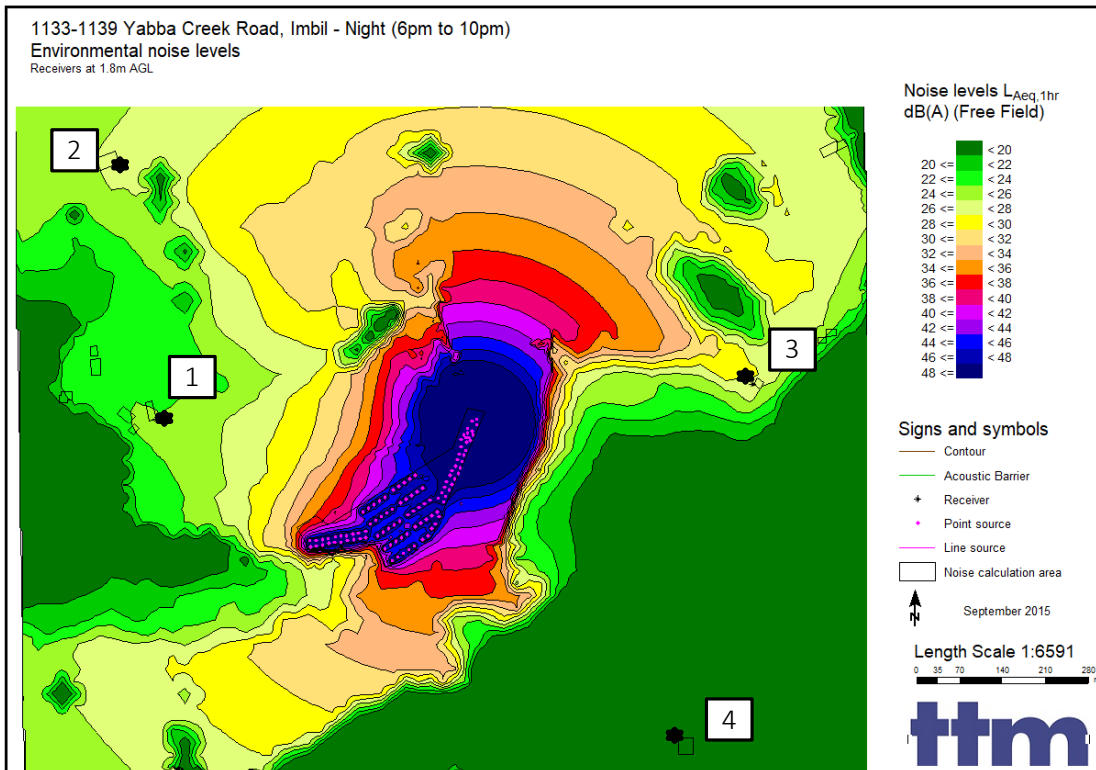 1133-1139 Yabba Creek Road, Imbil - Night (6pm to 10pm)
Environmental noise levels
Receivers at 1.8m AGL
2
1
3
4
Noise levels LAeq,1hr
dB(A) (Free Field)
< 20
20 <= < 22
22 <= < 24
24 <= < 26
26 <= < 28
28 <= < 30
30 <= < 32
32 <= < 34
34 <= < 36
36 <= < 38
38 <= < 40
40 <= < 42
42 <= < 44
44 <= < 46
46 <= < 48
48 <=
Signs and symbols
Contour
Acoustic Barrier
Receiver
Point source
Line source
Noise calculation area
N
September 2015
Length Scale 1:6591
0 35 70 140 210 280
m
ttm